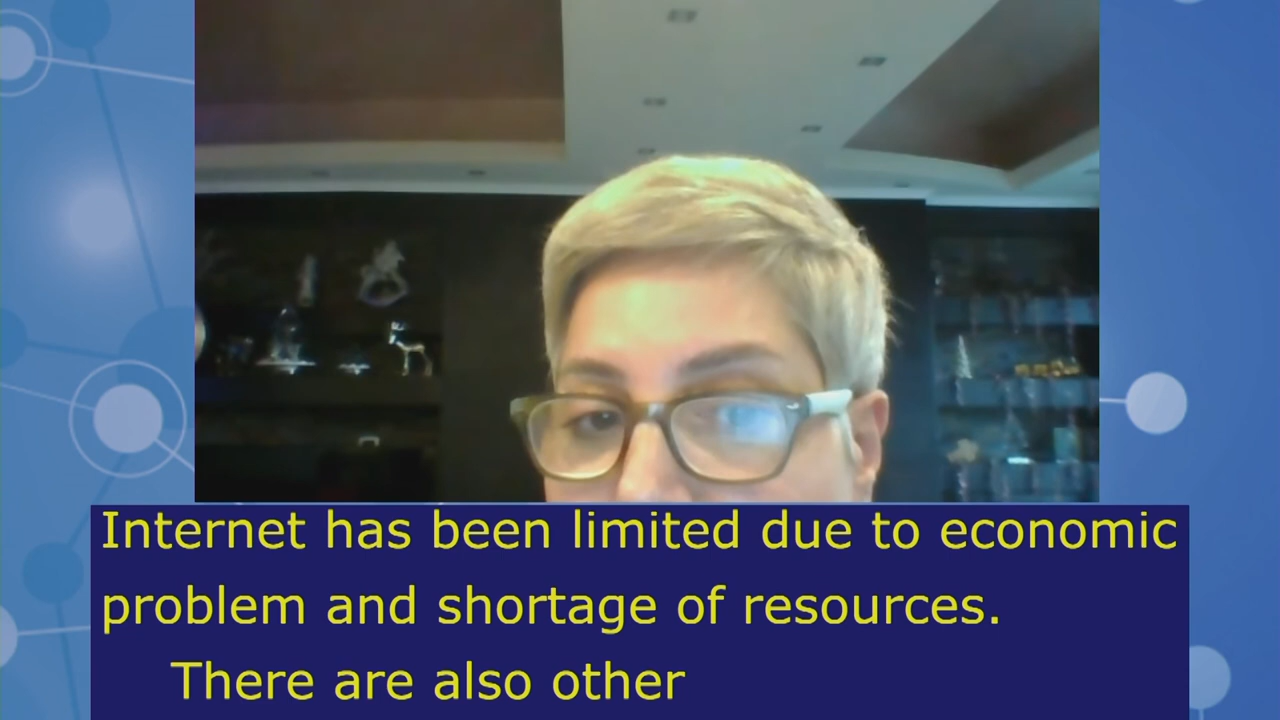 Internet has been limited due to economic
problem and shortage of resources.
There are also other